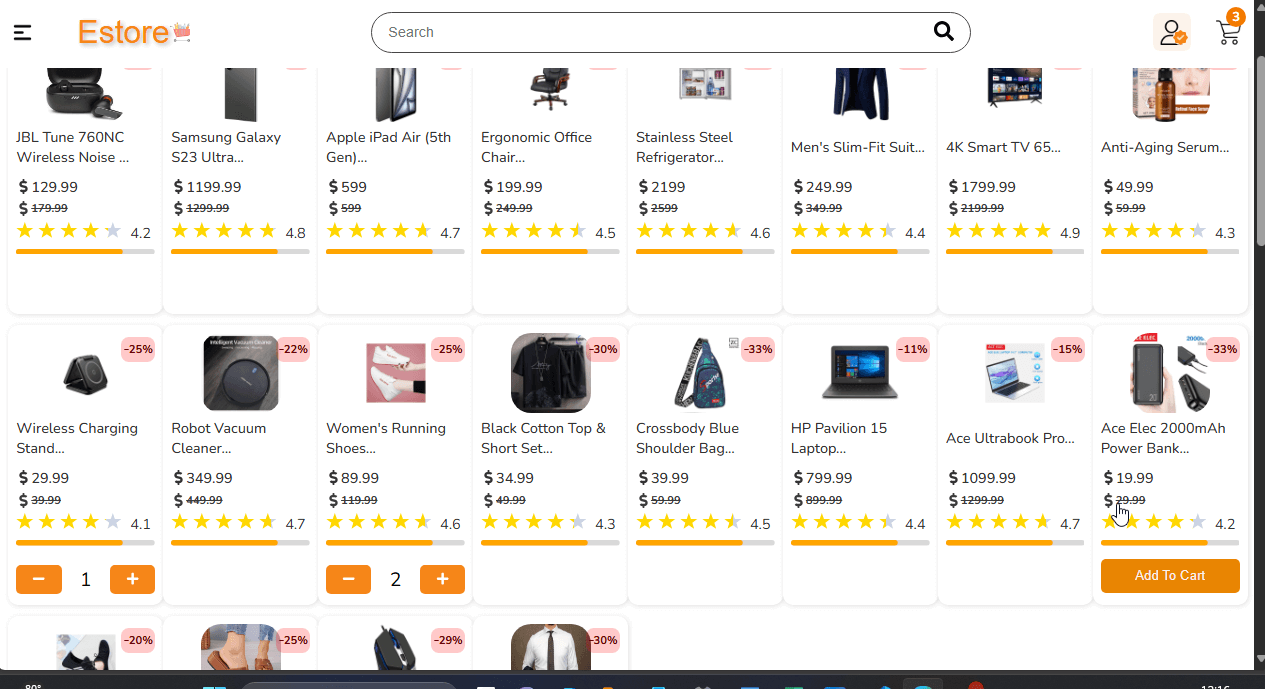 Estore
Search
3
JBL Tune 760NC
Wireless Noise ...
$ 129.99
$ 179.99
4.2
Samsung Galaxy
S23 Ultra...
$ 1199.99
$ 1299.99
4.8
Apple iPad Air (5th
Gen)...
$ 599
$ 599
4.7
Ergonomic Office
Chair...
$ 199.99
$ 249.99
4.5
Stainless Steel
Refrigerator...
$ 2199
$ 2599
4.6
Men's Slim-Fit Suit...
$ 249.99
$ 349.99
4.4
4K Smart TV 65...
$ 1799.99
$ 2199.99
4.9
Anti-Aging Serum...
$ 49.99
$ 59.99
4.3
-25%
Wireless Charging
Stand...
$ 29.99
$ 39.99
4.1
− 1 +
Intelligent Vacuum Cleaner
-22%
Robot Vacuum
Cleaner...
$ 349.99
$ 449.99
4.7
-25%
Women's Running
Shoes...
$ 89.99
$ 119.99
4.6
− 2 +
-30%
Black Cotton Top &
Short Set...
$ 34.99
$ 49.99
4.3
-33%
Crossbody Blue
Shoulder Bag...
$ 39.99
$ 59.99
4.5
-11%
HP Pavilion 15
Laptop...
$ 799.99
$ 899.99
4.4
-15%
Ace Ultrabook Pro...
$ 1099.99
$ 1299.99
4.7
-33%
Ace Elec 2000mAh
Power Bank...
$ 19.99
$ 29.99
4.2
Add To Cart
-20%
-25%
-29%
-30%